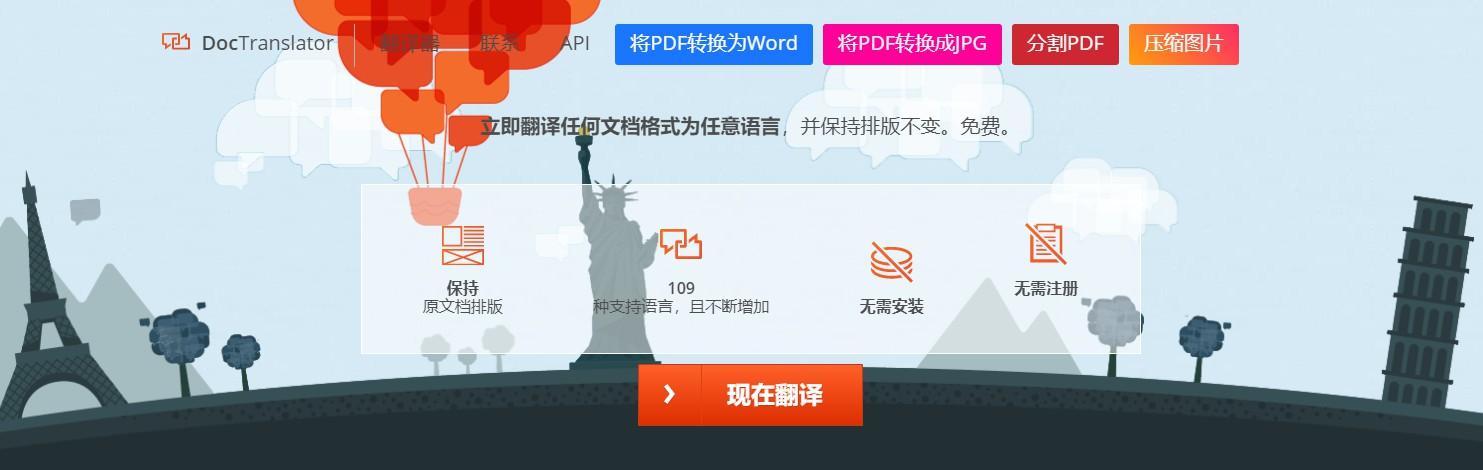 DocTranslator 翻译器 联系 API 将PDF转换为Word 将PDF转换成JPG 分割PDF 压缩图片
立即翻译任何文档格式为任意语言，并保持排版不变。免费。
保持
原文档排版
109
种支持语言，且不断增加
无需安装
无需注册
现在翻译